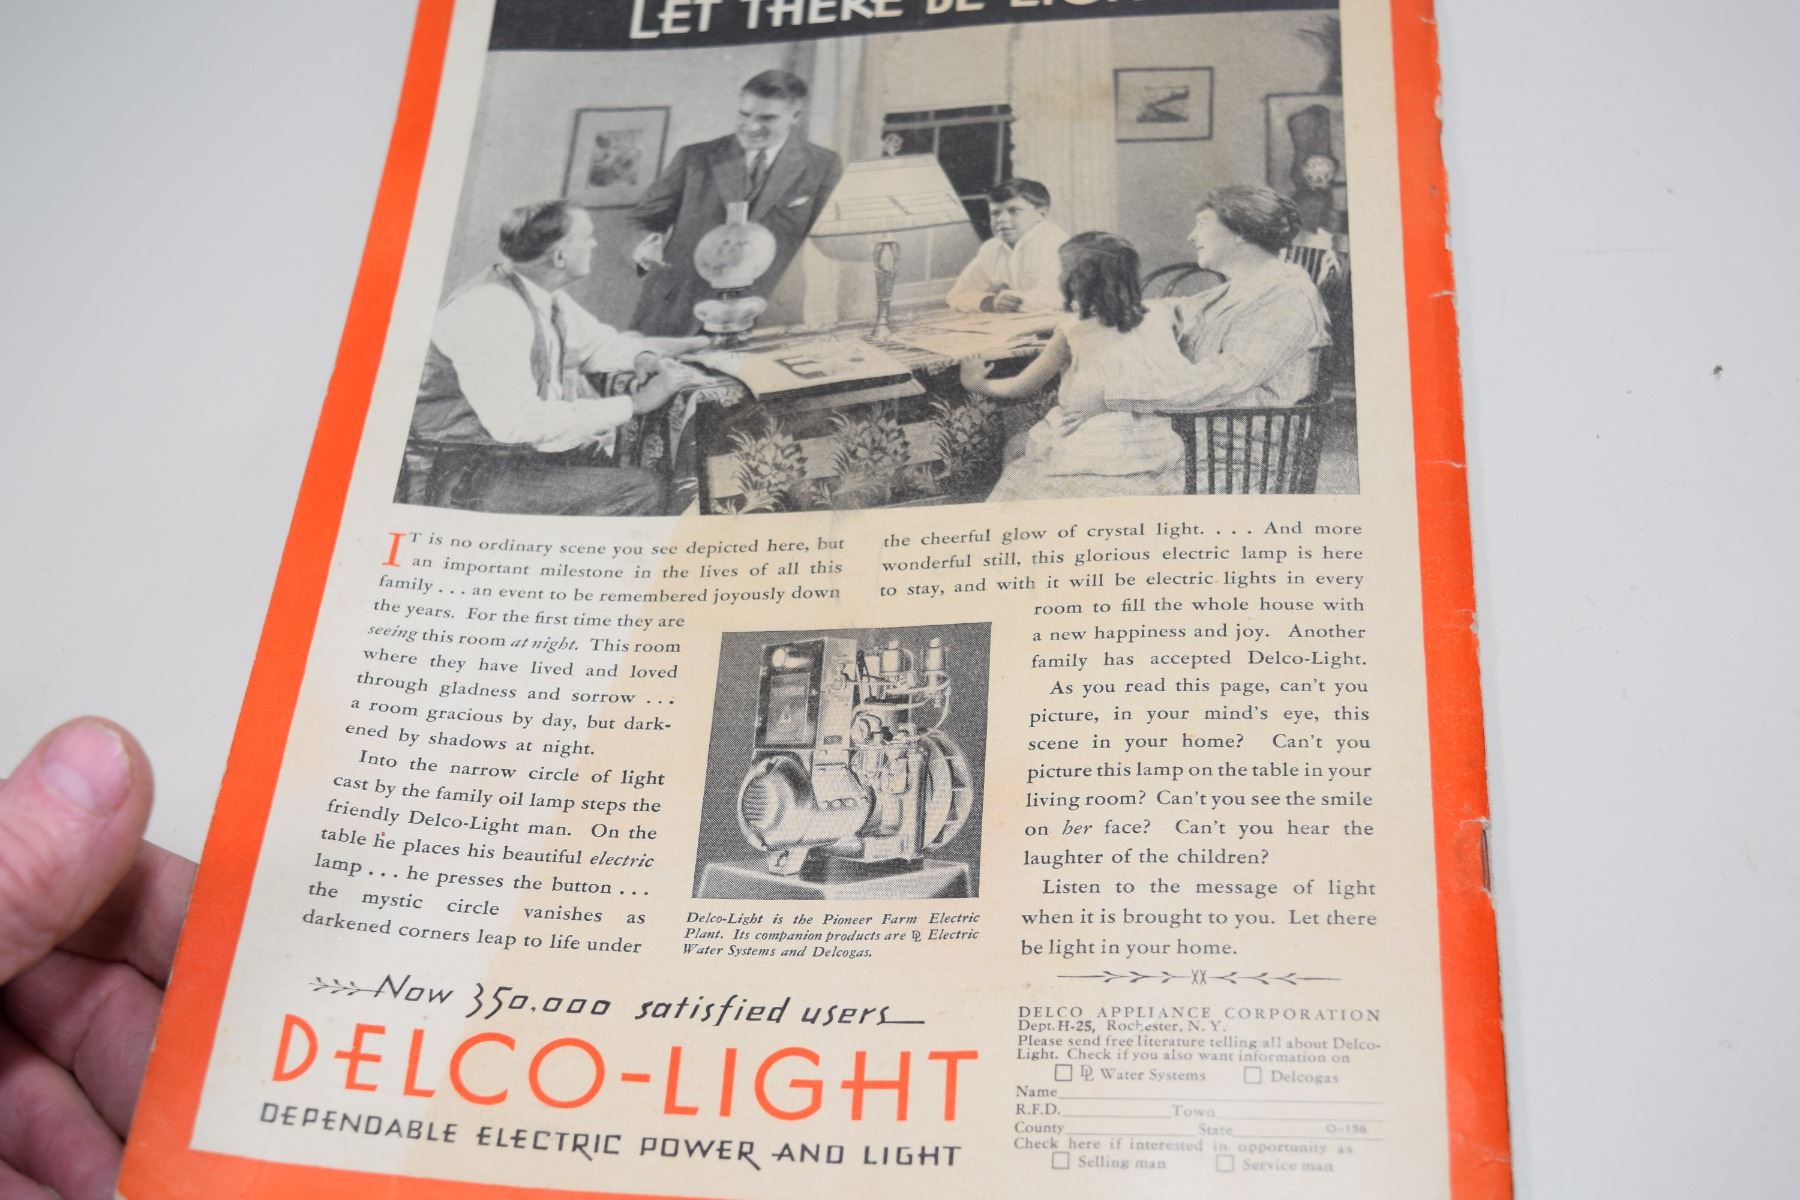 LET THERE BE LIGHT
IT is no ordinary scene you see depicted here, but
an important milestone in the lives of all this
family . . . an event to be remembered joyously down
the years. For the first time they are
seeing this room at night. This room
where they have lived and loved
through gladness and sorrow . . .
a room gracious by day, but dark-
ened by shadows at night.
Into the narrow circle of light
cast by the family oil lamp steps the
friendly Delco-Light man. On the
table he places his beautiful electric
lamp . . . he presses the button . . .
the mystic circle vanishes as
darkened corners leap to life under
the cheerful glow of crystal light. . . . And more
wonderful still, this glorious electric lamp is here
to stay, and with it will be electric lights in every
room to fill the whole house with
a new happiness and joy. Another
family has accepted Delco-Light.
As you read this page, can't you
picture, in your mind's eye, this
scene in your home? Can't you
picture this lamp on the table in your
living room? Can't you see the smile
on her face? Can't you hear the
laughter of the children?
Listen to the message of light
when it is brought to you. Let there
be light in your home.
Delco-Light is the Pioneer Farm Electric
Plant. Its companion products are DL Electric
Water Systems and Delcogas.
Now 350,000 satisfied users
DELCO-LIGHT
DEPENDABLE ELECTRIC POWER AND LIGHT
DELCO APPLIANCE CORPORATION
Dept. H-25, Rochester, N. Y.
Please send free literature telling all about Delco-
Light. Check if you also want information on
DL Water Systems Delcogas
Name
R.F.D. Town
County State O-136
Check here if interested in opportunity as
Selling man Service man